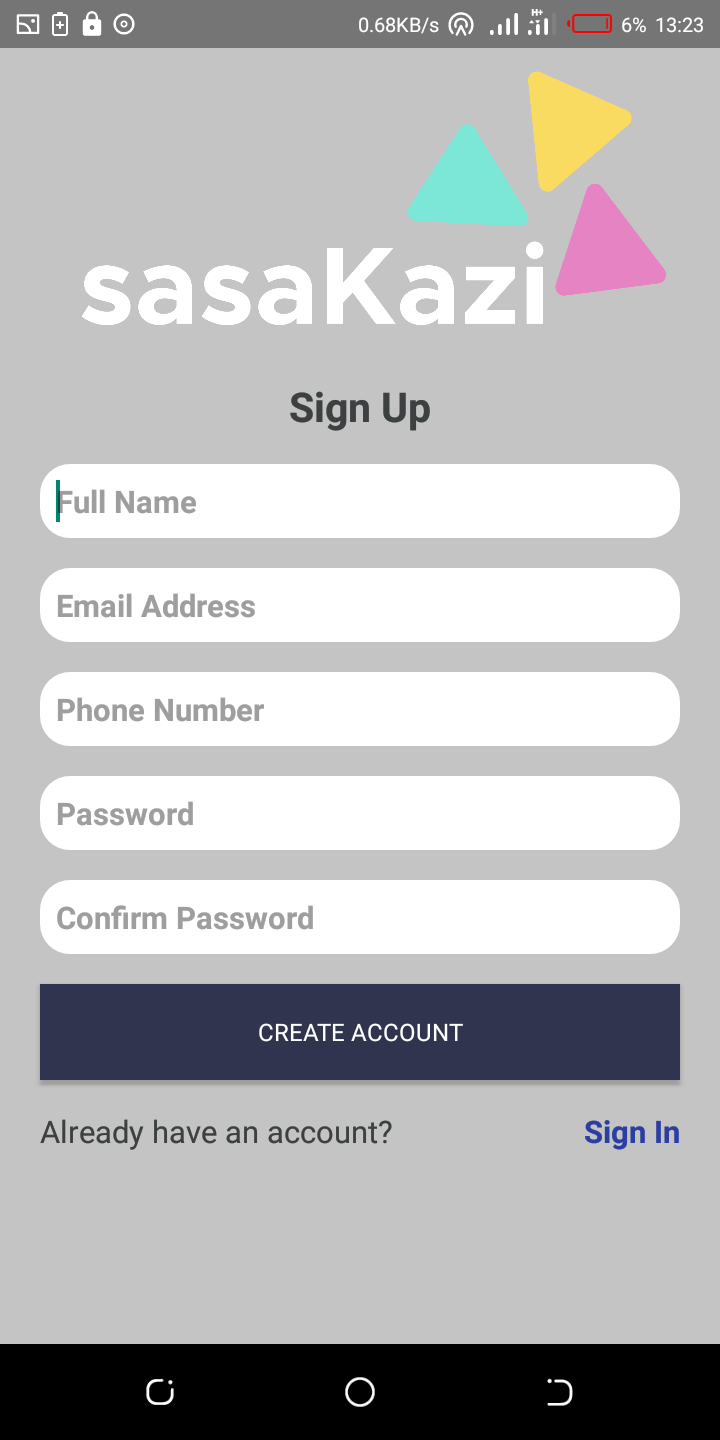 0.68KB/s H+ 6% 13:23
sasaKazi
Sign Up
Full Name
Email Address
Phone Number
Password
Confirm Password
CREATE ACCOUNT
Already have an account? Sign In